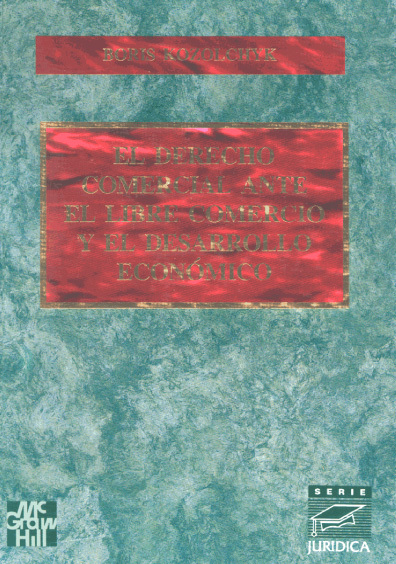 BORIS KOZOLCHYK
EL DERECHO
COMERCIAL ANTE
EL LIBRE COMERCIO
Y EL DESARROLLO
ECONÓMICO
Mc
Graw
Hill
SERIE
JURIDICA